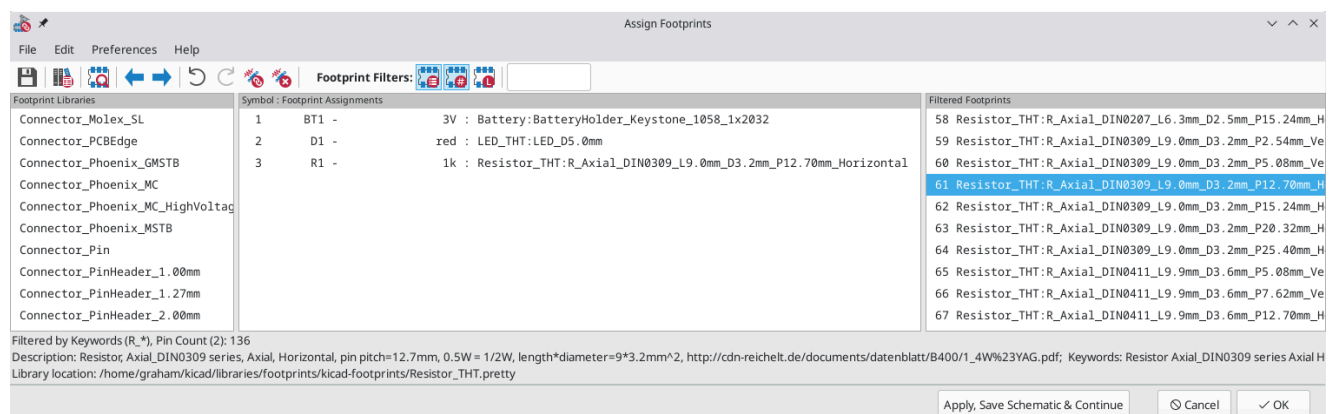 Assign Footprints
File Edit Preferences Help
Footprint Filters:
Footprint Libraries
Connector_Molex_SL
Connector_PCBEdge
Connector_Phoenix_GMSTB
Connector_Phoenix_MC
Connector_Phoenix_MC_HighVoltag
Connector_Phoenix_MSTB
Connector_Pin
Connector_PinHeader_1.00mm
Connector_PinHeader_1.27mm
Connector_PinHeader_2.00mm
Symbol : Footprint Assignments
1 BT1 - 3V : Battery:BatteryHolder_Keystone_1058_1x2032
2 D1 - red : LED_THT:LED_D5.0mm
3 R1 - 1k : Resistor_THT:R_Axial_DIN0309_L9.0mm_D3.2mm_P12.70mm_Horizontal
Filtered Footprints
58 Resistor_THT:R_Axial_DIN0207_L6.3mm_D2.5mm_P15.24mm_H
59 Resistor_THT:R_Axial_DIN0309_L9.0mm_D3.2mm_P2.54mm_Ve
60 Resistor_THT:R_Axial_DIN0309_L9.0mm_D3.2mm_P5.08mm_Ve
61 Resistor_THT:R_Axial_DIN0309_L9.0mm_D3.2mm_P12.70mm_H
62 Resistor_THT:R_Axial_DIN0309_L9.0mm_D3.2mm_P15.24mm_H
63 Resistor_THT:R_Axial_DIN0309_L9.0mm_D3.2mm_P20.32mm_H
64 Resistor_THT:R_Axial_DIN0309_L9.0mm_D3.2mm_P25.40mm_H
65 Resistor_THT:R_Axial_DIN0411_L9.9mm_D3.6mm_P5.08mm_Ve
66 Resistor_THT:R_Axial_DIN0411_L9.9mm_D3.6mm_P7.62mm_Ve
67 Resistor_THT:R_Axial_DIN0411_L9.9mm_D3.6mm_P12.70mm_H
Filtered by Keywords (R_*), Pin Count (2): 136
Description: Resistor, Axial_DIN0309 series, Axial, Horizontal, pin pitch=12.7mm, 0.5W = 1/2W, length*diameter=9*3.2mm^2, http://cdn-reichelt.de/documents/datenblatt/B400/1_4W%23YAG.pdf; Keywords: Resistor Axial_DIN0309 series Axial H
Library location: /home/graham/kicad/libraries/footprints/kicad-footprints/Resistor_THT.pretty
Apply, Save Schematic & Continue Cancel OK